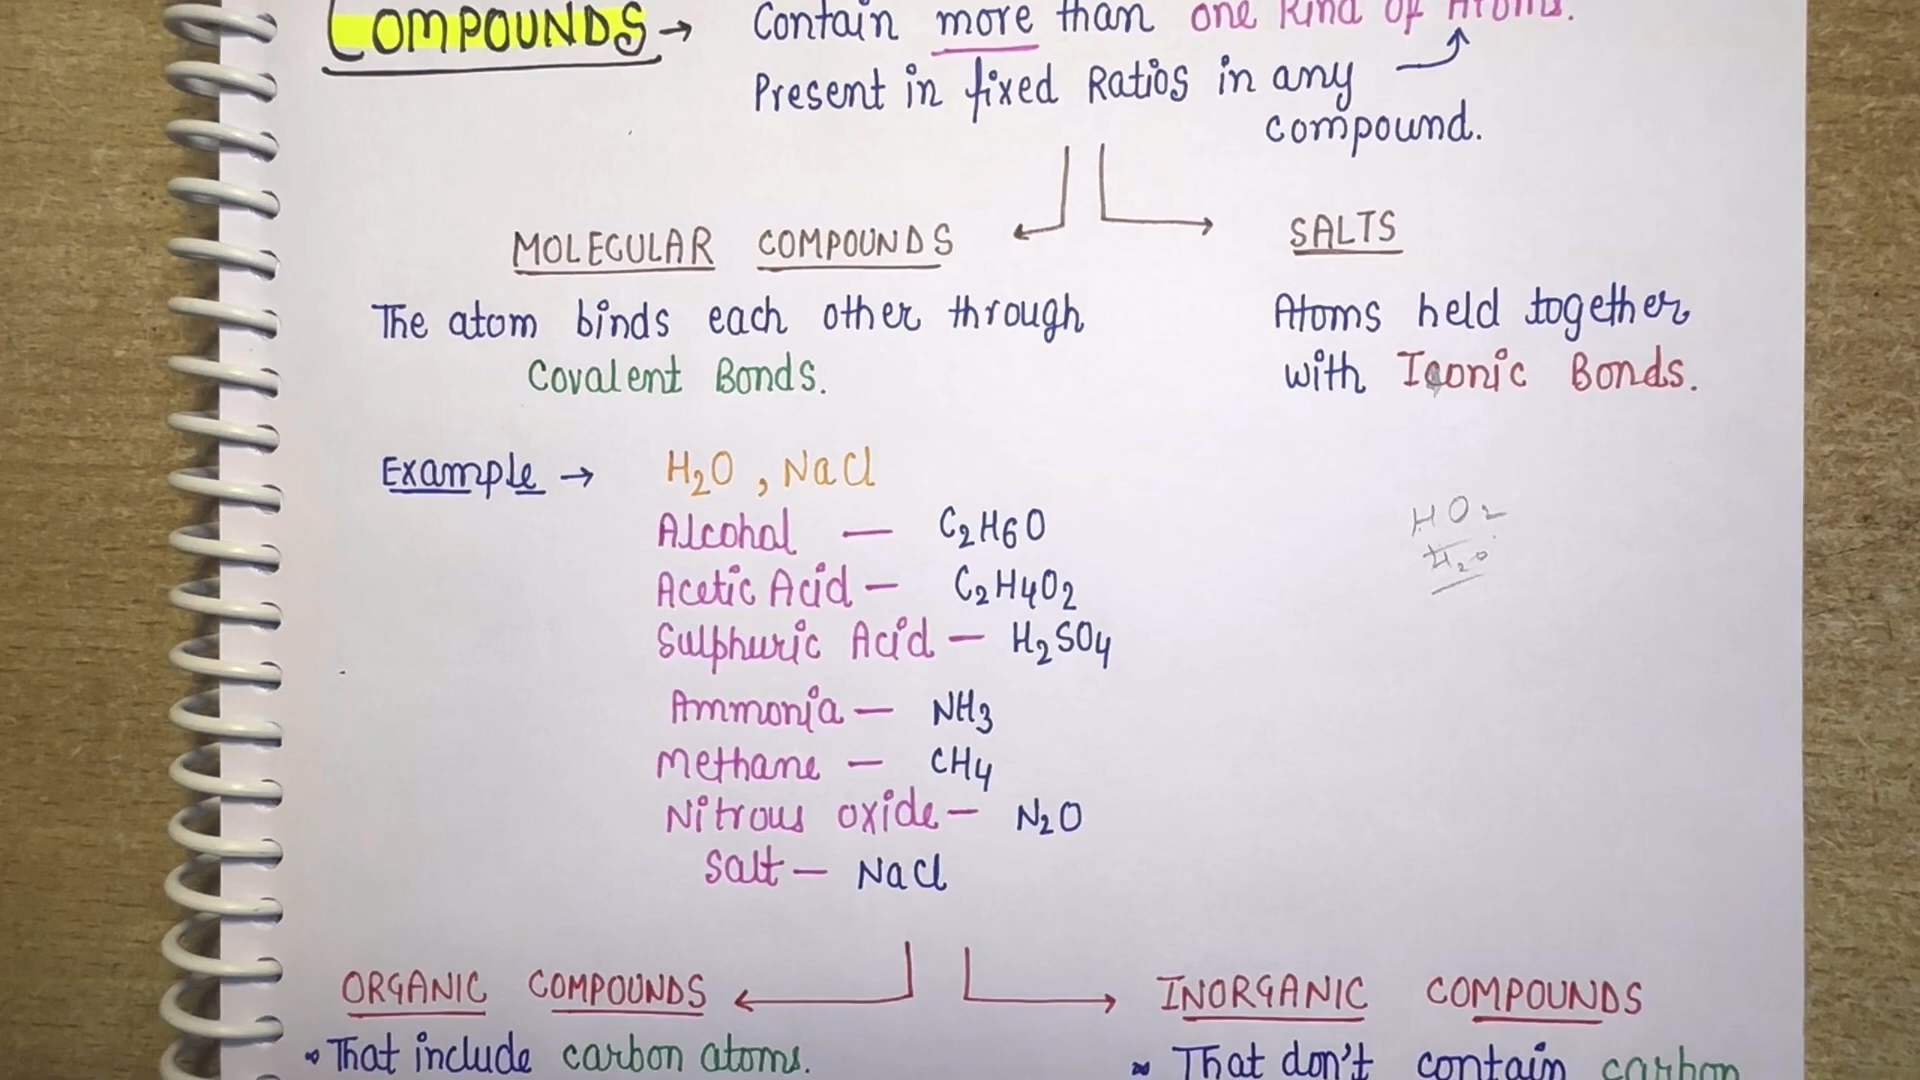 COMPOUNDS → Contain more than one Kind of Atoms.
Present in fixed Ratios in any
compound.
MOLECULAR COMPOUNDS
The atom binds each other through
Covalent Bonds.
SALTS
Atoms held together
with Iconic Bonds.
Example → H₂O , NaCl
Alcohal — C₂H₆O
Acetic Acid — C₂H₄O₂
Sulphuric Acid — H₂SO₄
Ammonia — NH₃
Methane — CH₄
Nitrous oxide — N₂O
Salt — NaCl
HO₂
H₂O
ORGANIC COMPOUNDS
That include carbon atoms.
INORGANIC COMPOUNDS
That don't contain carbon